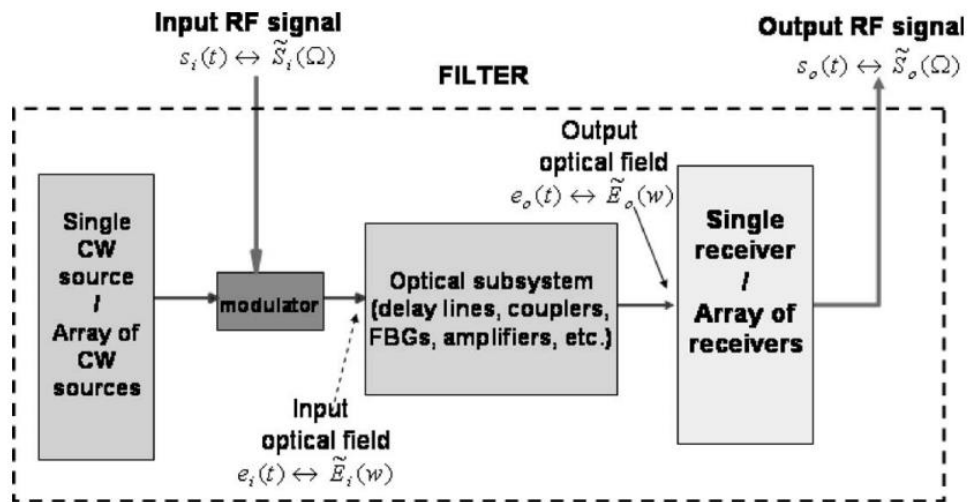 Input RF signal
s_i(t) ↔ S̃_i(Ω)
Output RF signal
s_o(t) ↔ S̃_o(Ω)
FILTER
Output
optical field
e_o(t) ↔ Ẽ_o(w)
Single
CW
source
/
Array of
CW
sources
modulator
Optical subsystem
(delay lines, couplers,
FBGs, amplifiers, etc.)
Single
receiver
/
Array of
receivers
Input
optical field
e_i(t) ↔ Ẽ_i(w)